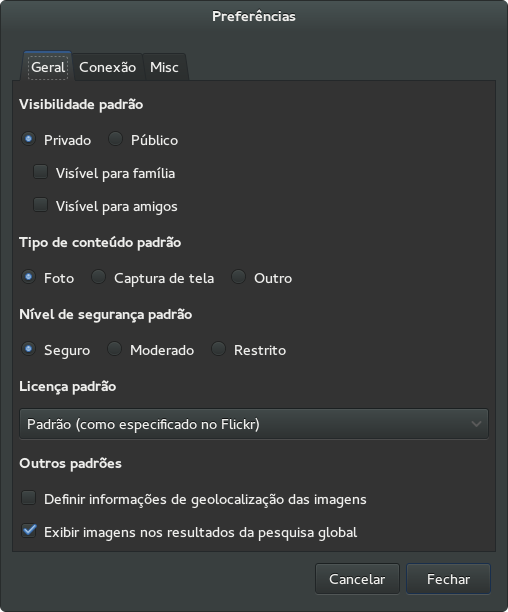 Preferências
Geral Conexão Misc
Visibilidade padrão
Privado Público
Visível para família
Visível para amigos
Tipo de conteúdo padrão
Foto Captura de tela Outro
Nível de segurança padrão
Seguro Moderado Restrito
Licença padrão
Padrão (como especificado no Flickr)
Outros padrões
Definir informações de geolocalização das imagens
Exibir imagens nos resultados da pesquisa global
Cancelar Fechar